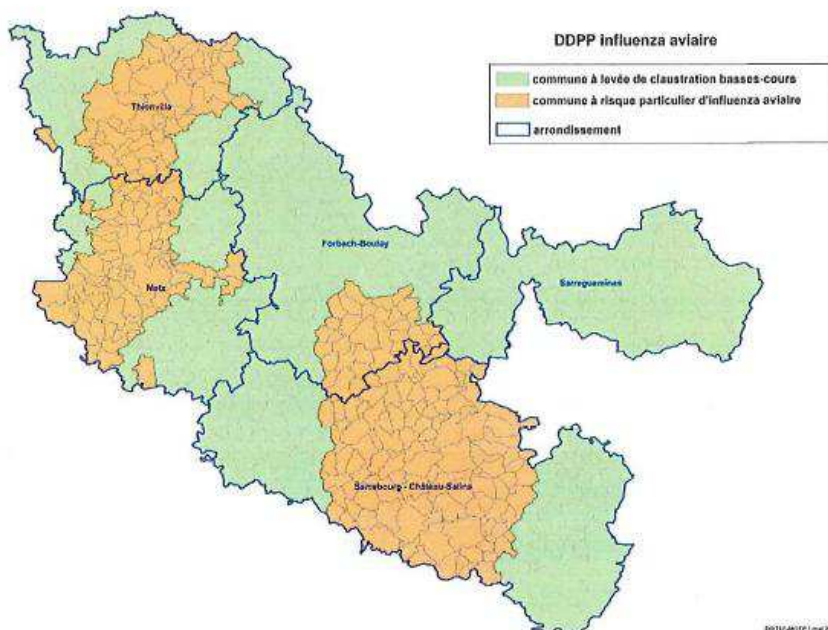 DDPP influenza aviaire
commune à levée de claustration basses-cours
commune à risque particulier d'influenza aviaire
arrondissement
Thionville
Metz
Forbach-Boulay
Sarreguemines
Sarrebourg - Château-Salins